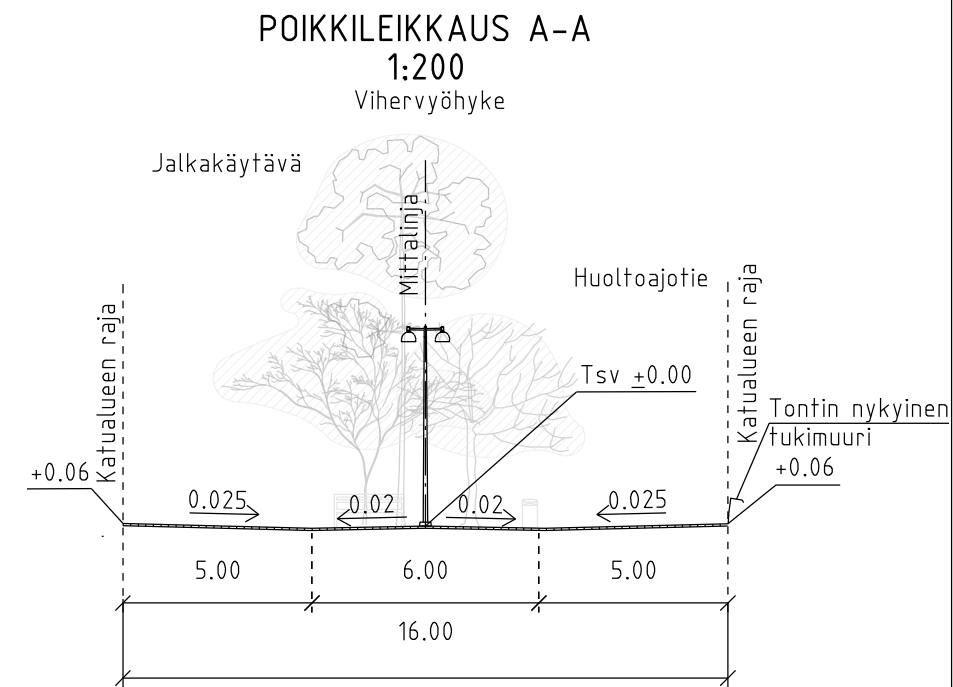 POIKKILEIKKAUS A-A
1:200
Vihervyöhyke
Jalkakäytävä
Mittalinja
Huoltoajotie
Katualueen raja
Katualueen raja
Tsv ±0.00
Tontin nykyinen
tukimuuri
+0.06
+0.06
0.025
0.02
0.02
0.025
5.00
6.00
5.00
16.00